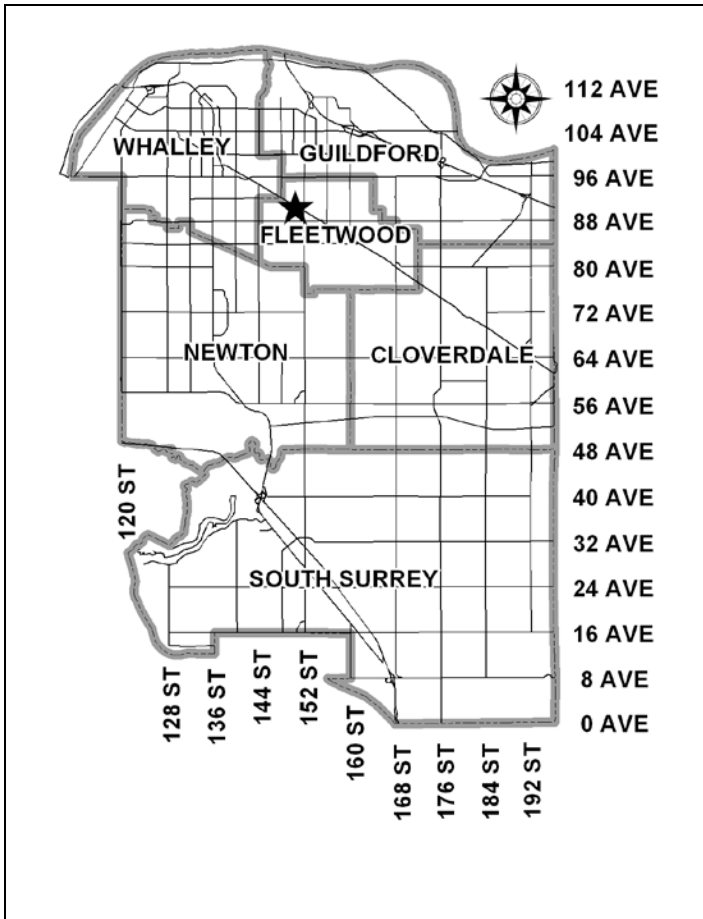 112 AVE
104 AVE
WHALLEY
GUILDFORD
96 AVE
88 AVE
FLEETWOOD
80 AVE
72 AVE
NEWTON
CLOVERDALE
64 AVE
56 AVE
48 AVE
120 ST
40 AVE
32 AVE
SOUTH SURREY
24 AVE
16 AVE
8 AVE
0 AVE
128 ST
136 ST
144 ST
152 ST
160 ST
168 ST
176 ST
184 ST
192 ST